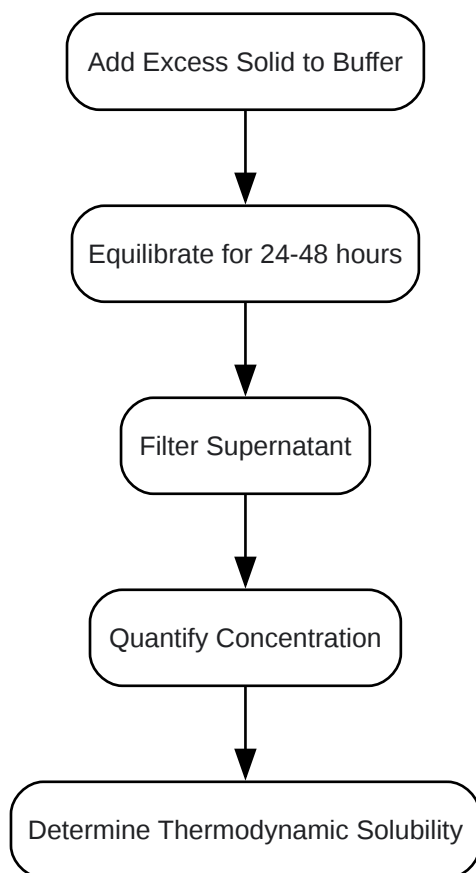 Add Excess Solid to Buffer
Equilibrate for 24-48 hours
Filter Supernatant
Quantify Concentration
Determine Thermodynamic Solubility